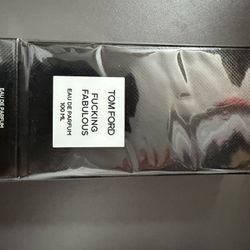 TOM FORD
FUCKING
FABULOUS
EAU DE PARFUM
100 ML
EAU DE PARFUM